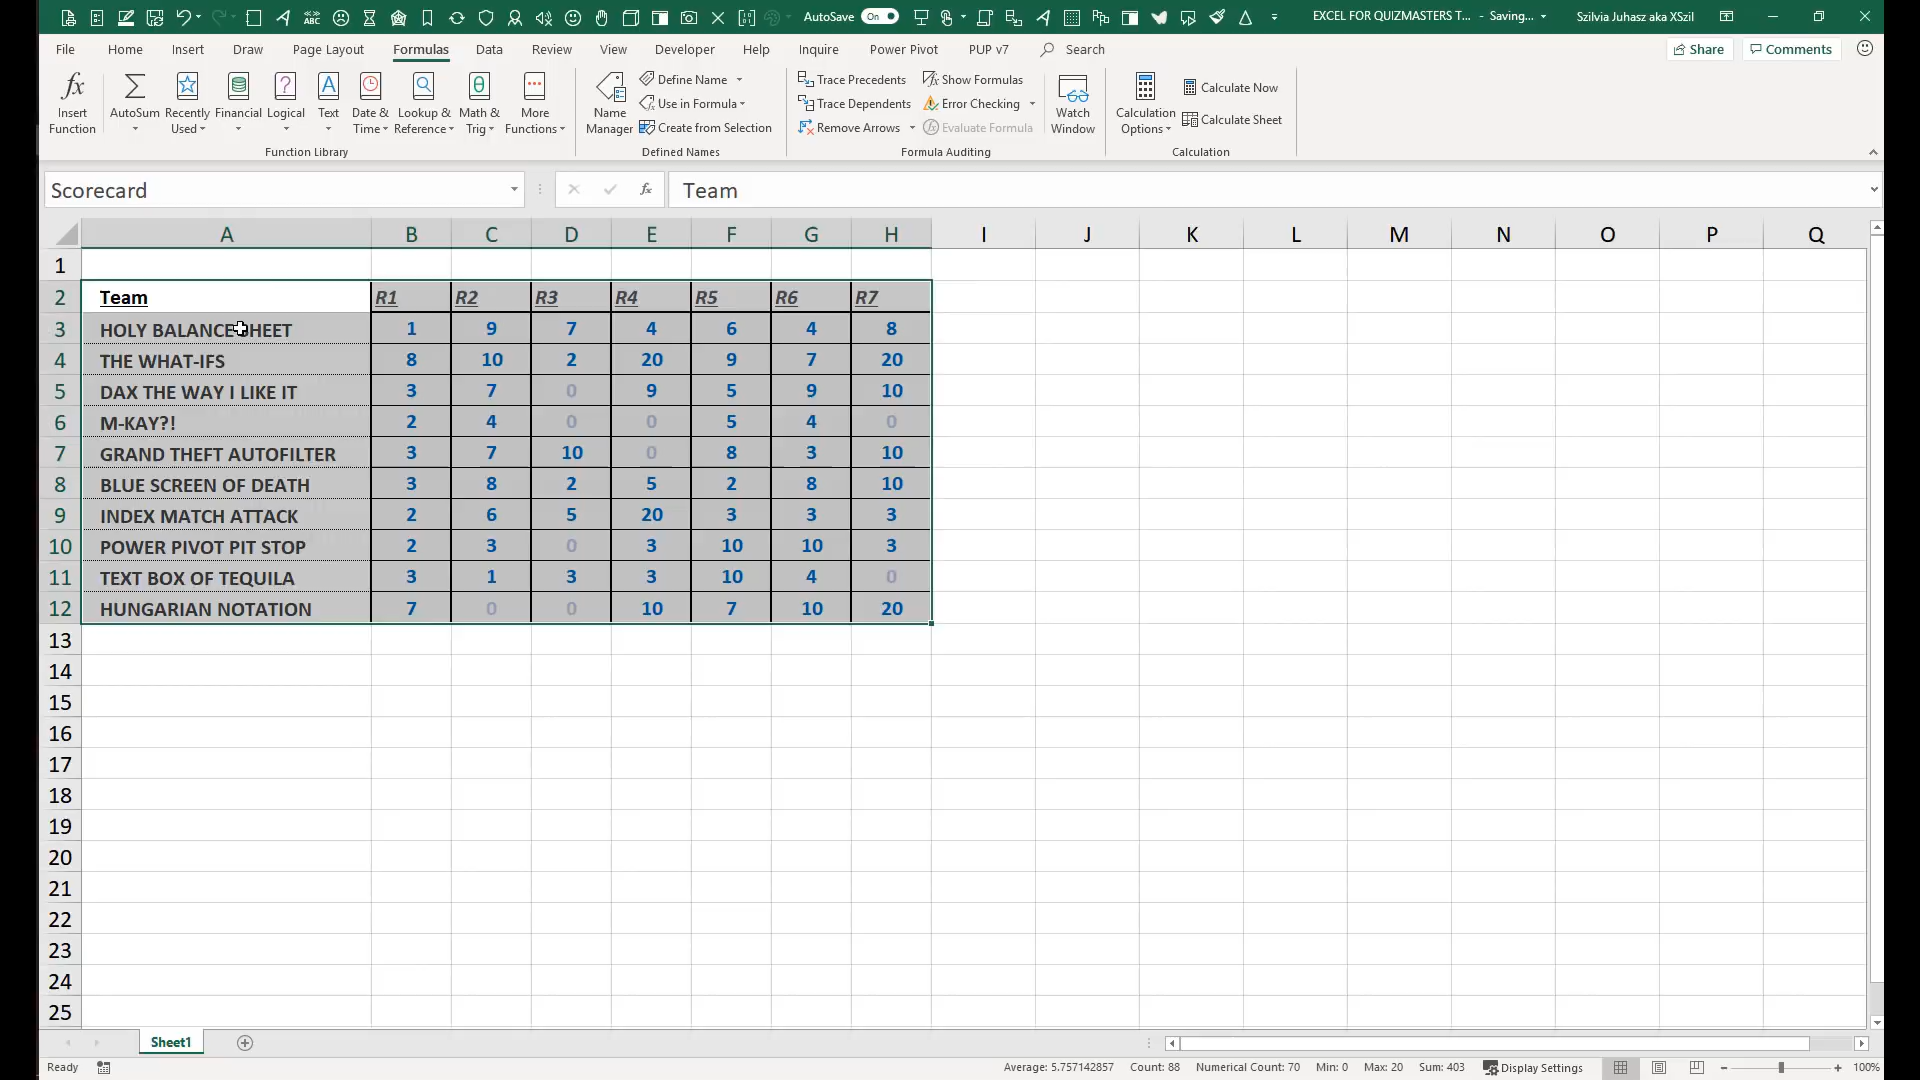 AutoSave On EXCEL FOR QUIZMASTERS T... - Saving... Szilvia Juhasz aka XSzil
File Home Insert Draw Page Layout Formulas Data Review View Developer Help Inquire Power Pivot PUP v7 Search Share Comments
Insert Function
AutoSum
Recently Used
Financial
Logical
Text
Date & Time
Lookup & Reference
Math & Trig
More Functions
Function Library
Name Manager
Define Name
Use in Formula
Create from Selection
Defined Names
Trace Precedents
Trace Dependents
Remove Arrows
Show Formulas
Error Checking
Evaluate Formula
Formula Auditing
Watch Window
Calculation Options
Calculate Now
Calculate Sheet
Calculation
Scorecard fx Team
A B C D E F G H I J K L M N O P Q
1
2 Team R1 R2 R3 R4 R5 R6 R7
3 HOLY BALANCE SHEET 1 9 7 4 6 4 8
4 THE WHAT-IFS 8 10 2 20 9 7 20
5 DAX THE WAY I LIKE IT 3 7 0 9 5 9 10
6 M-KAY?! 2 4 0 0 5 4 0
7 GRAND THEFT AUTOFILTER 3 7 10 0 8 3 10
8 BLUE SCREEN OF DEATH 3 8 2 5 2 8 10
9 INDEX MATCH ATTACK 2 6 5 20 3 3 3
10 POWER PIVOT PIT STOP 2 3 0 3 10 10 3
11 TEXT BOX OF TEQUILA 3 1 3 3 10 4 0
12 HUNGARIAN NOTATION 7 0 0 10 7 10 20
13
14
15
16
17
18
19
20
21
22
23
24
25
Sheet1
Ready Average: 5.757142857 Count: 88 Numerical Count: 70 Min: 0 Max: 20 Sum: 403 Display Settings 100%